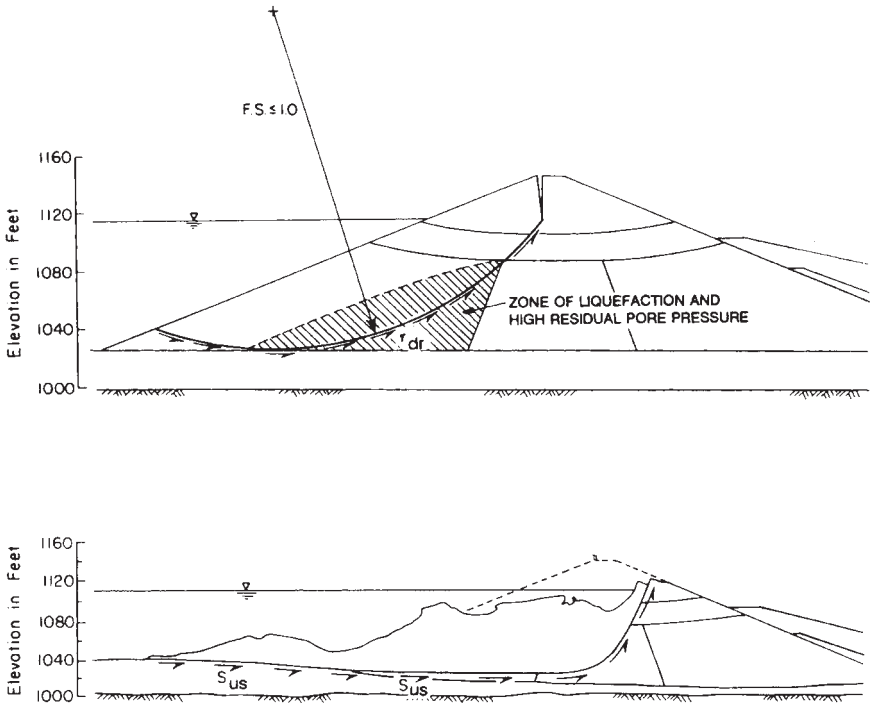 F.S. ≤ 1.0
Elevation in Feet
1160
1120
1080
1040
1000
ZONE OF LIQUEFACTION AND
HIGH RESIDUAL PORE PRESSURE
τdr
Elevation in Feet
1160
1120
1080
1040
1000
Sus
Sus